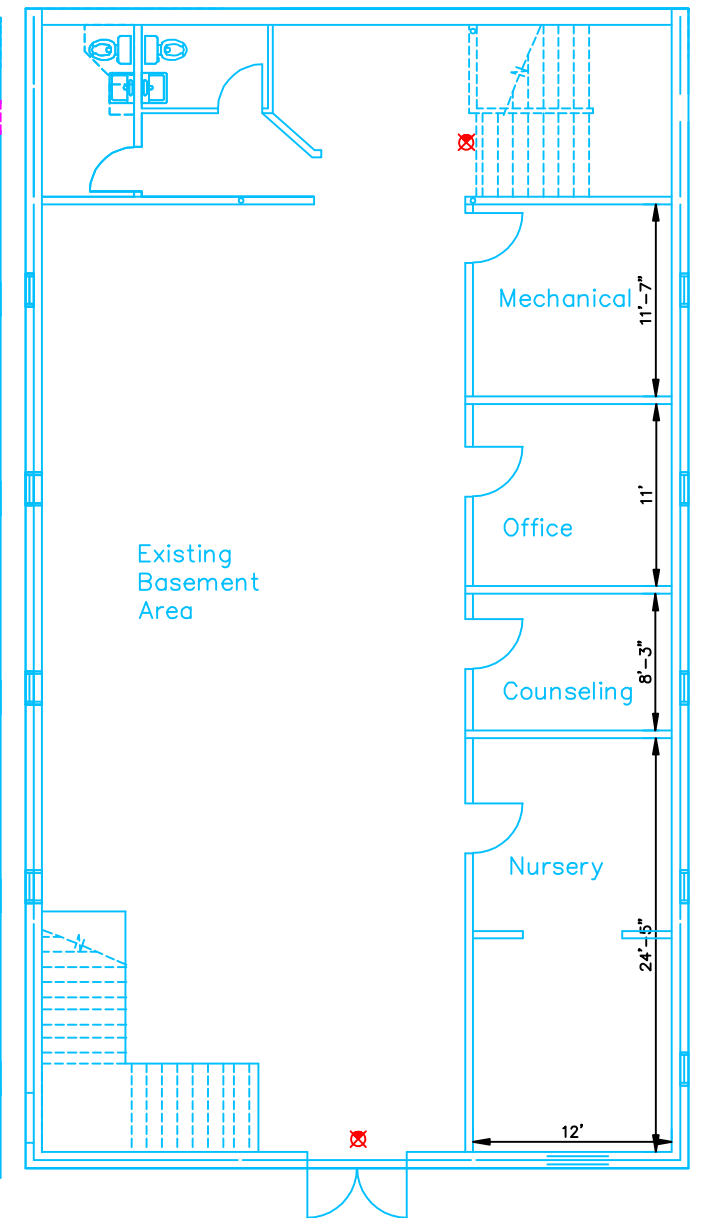 Mechanical
11'-7"
11'
Office
Existing
Basement
Area
8'-3"
Counseling
Nursery
24'-5"
12'